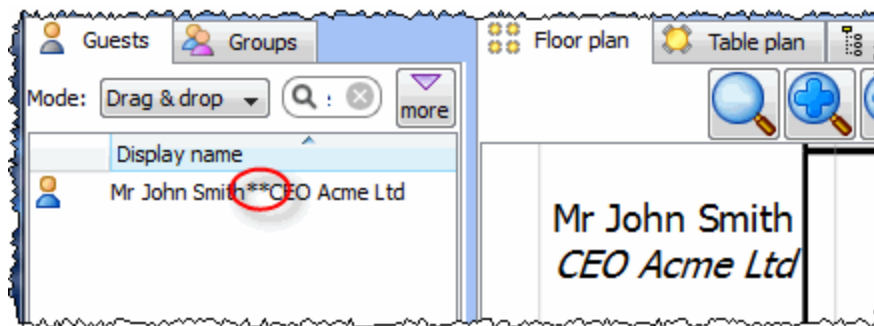 Guests Groups Floor plan Table plan
Mode: Drag & drop : more
Display name
Mr John Smith**CEO Acme Ltd
Mr John Smith
CEO Acme Ltd